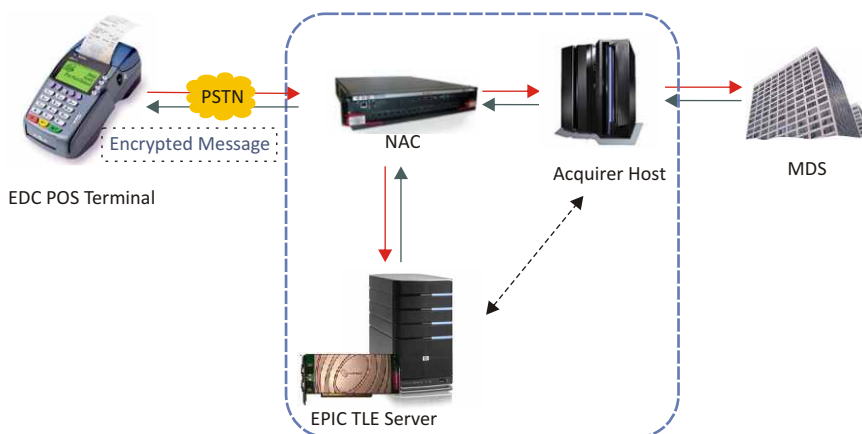 PSTN
Encrypted Message
EDC POS Terminal
NAC
Acquirer Host
MDS
EPIC TLE Server